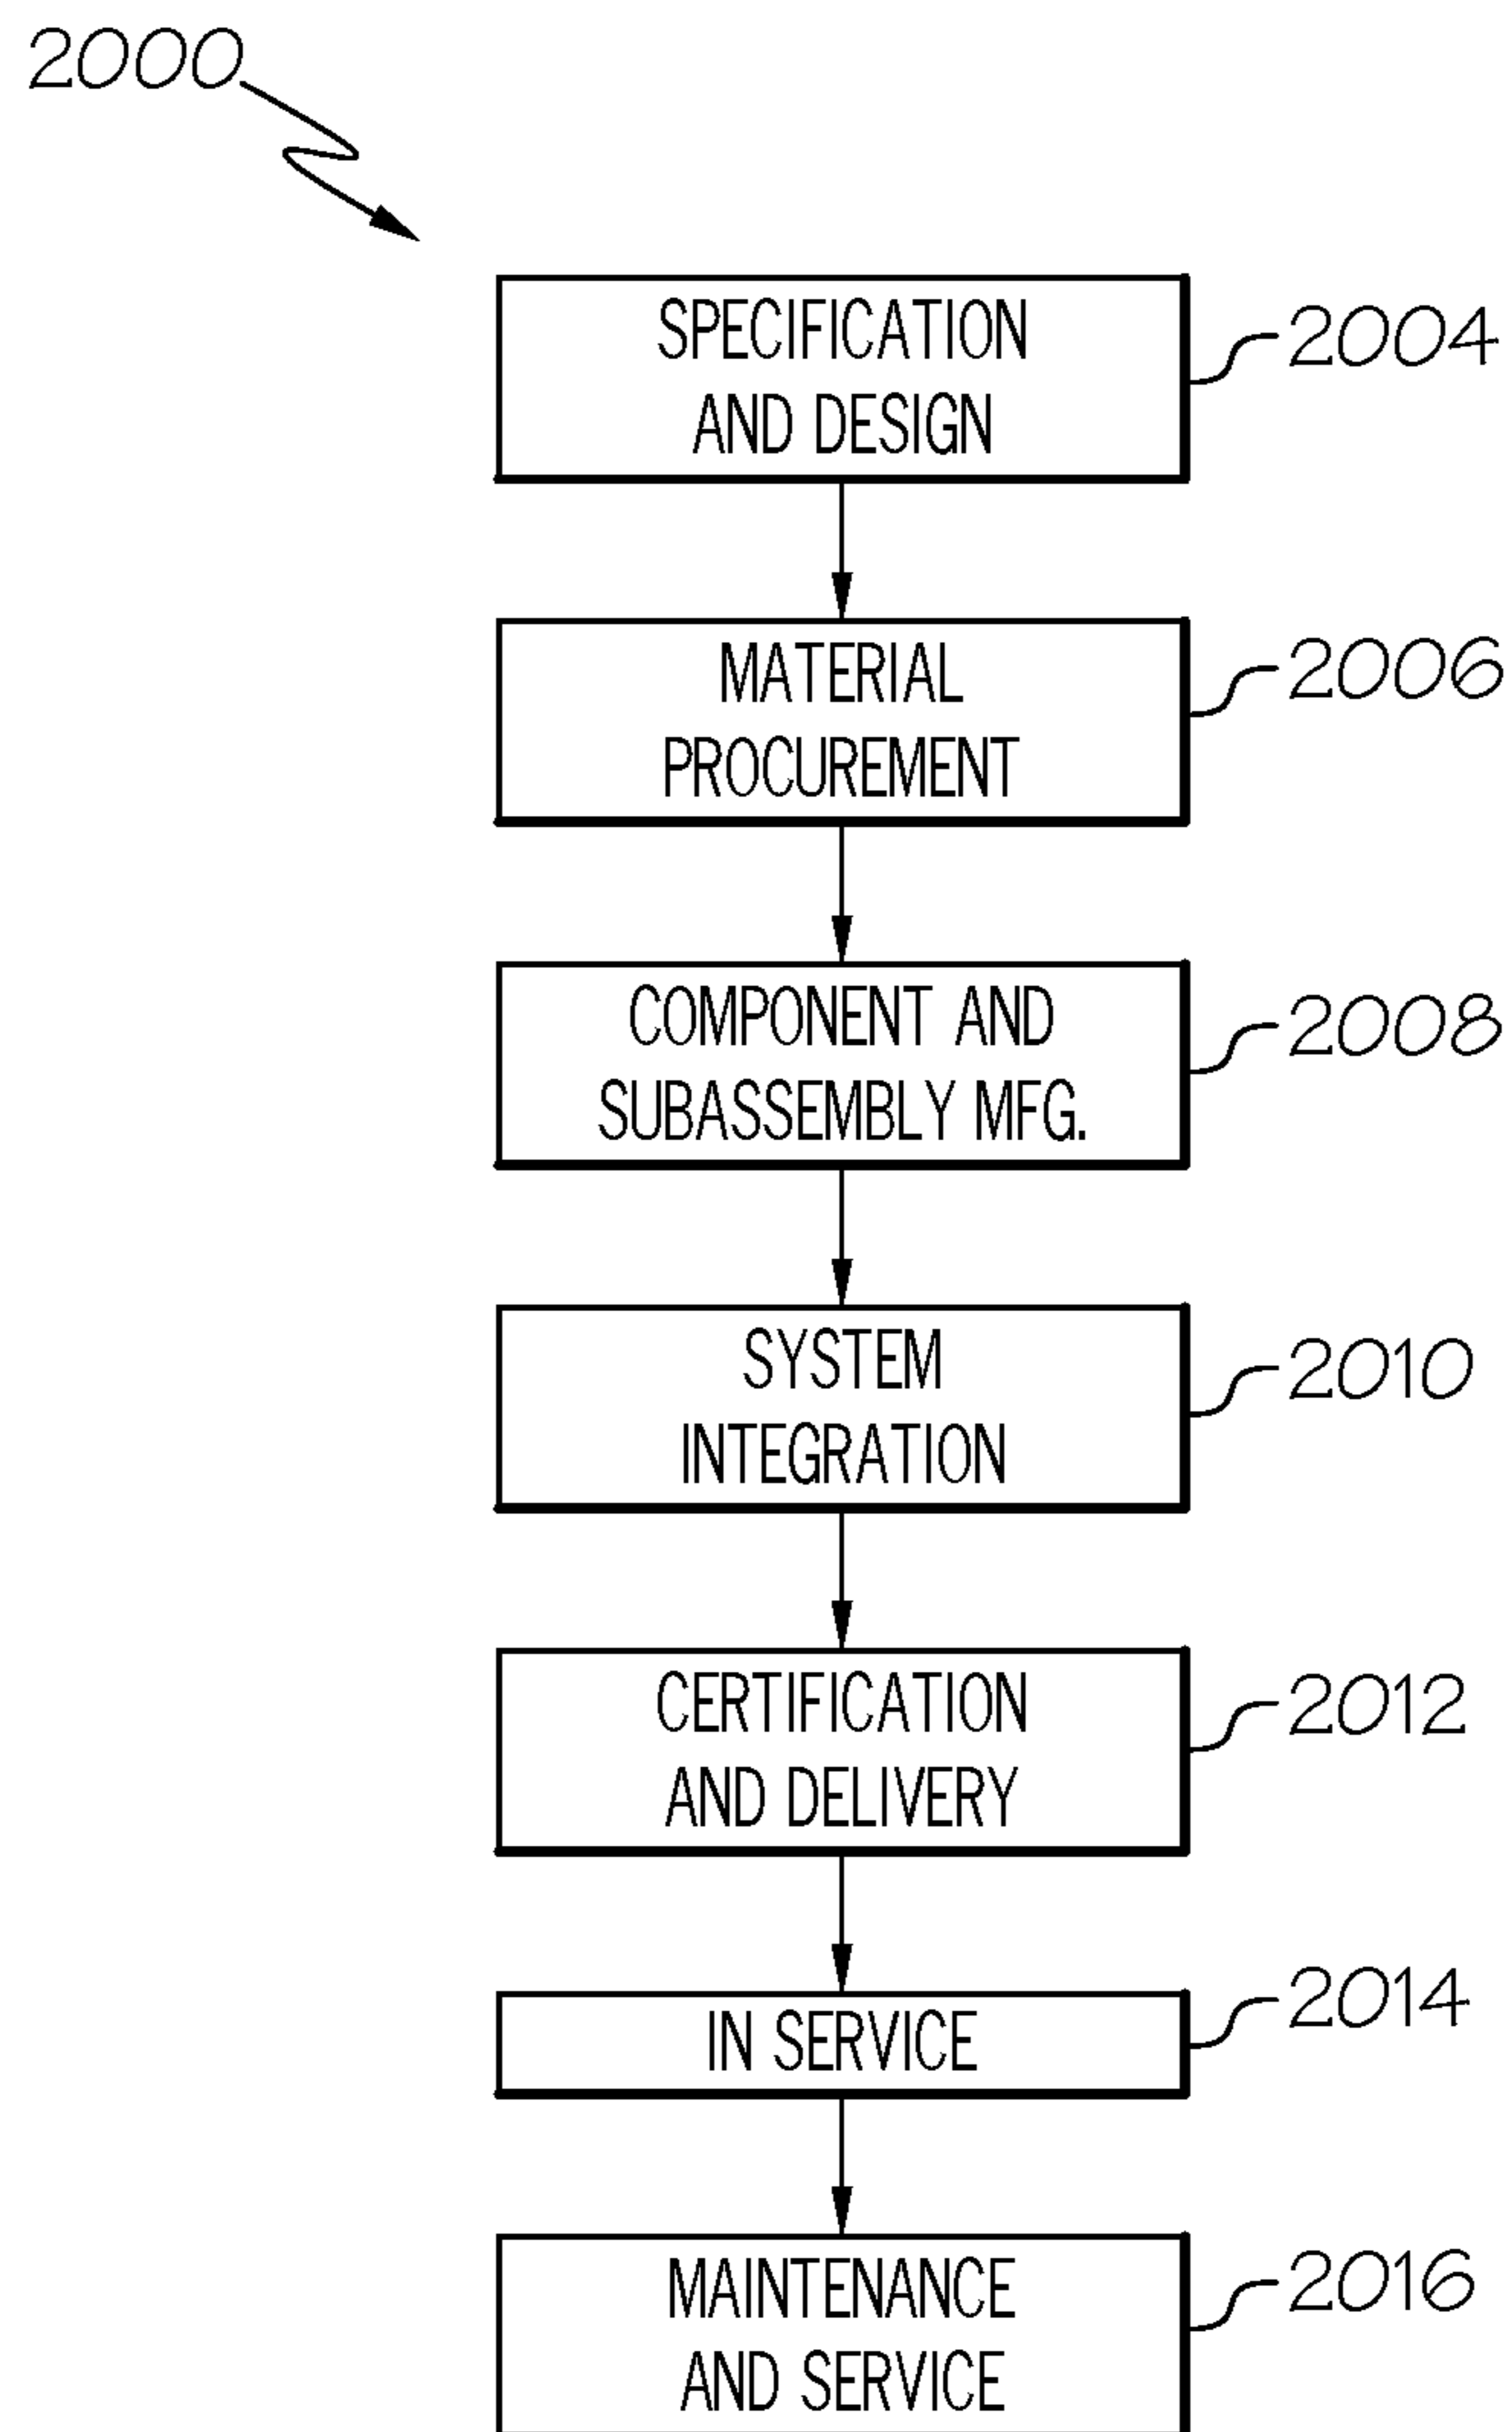 2000
SPECIFICATION
AND DESIGN
2004
MATERIAL
PROCUREMENT
2006
COMPONENT AND
SUBASSEMBLY MFG.
2008
SYSTEM
INTEGRATION
2010
CERTIFICATION
AND DELIVERY
2012
IN SERVICE
2014
MAINTENANCE
AND SERVICE
2016